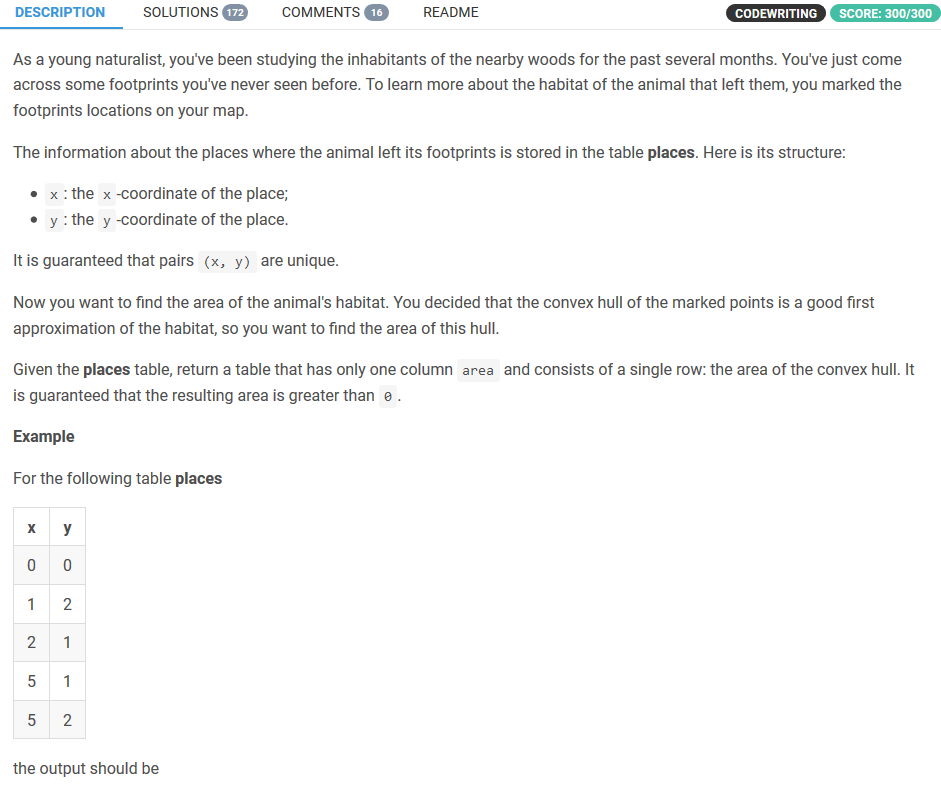 DESCRIPTION SOLUTIONS 172 COMMENTS 16 README CODEWRITING SCORE: 300/300
As a young naturalist, you've been studying the inhabitants of the nearby woods for the past several months. You've just come
across some footprints you've never seen before. To learn more about the habitat of the animal that left them, you marked the
footprints locations on your map.
The information about the places where the animal left its footprints is stored in the table places. Here is its structure:
• x : the x -coordinate of the place;
• y : the y -coordinate of the place.
It is guaranteed that pairs (x, y) are unique.
Now you want to find the area of the animal's habitat. You decided that the convex hull of the marked points is a good first
approximation of the habitat, so you want to find the area of this hull.
Given the places table, return a table that has only one column area and consists of a single row: the area of the convex hull. It
is guaranteed that the resulting area is greater than 0 .
Example
For the following table places
x y
0 0
1 2
2 1
5 1
5 2
the output should be